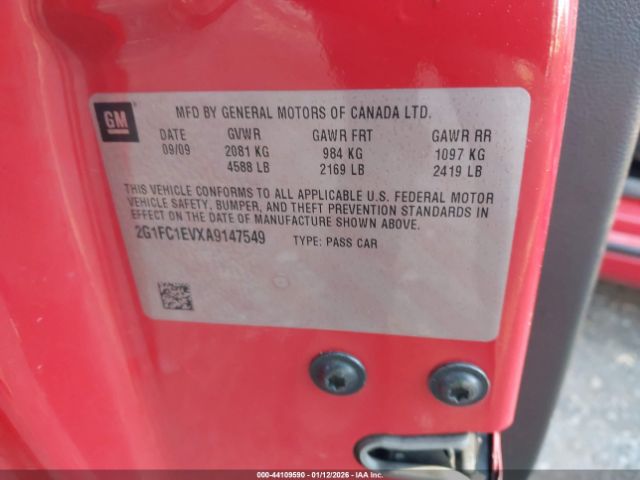 GM
MFD BY GENERAL MOTORS OF CANADA LTD.
DATE GVWR GAWR FRT GAWR RR
09/09 2081 KG 984 KG 1097 KG
4588 LB 2169 LB 2419 LB
THIS VEHICLE CONFORMS TO ALL APPLICABLE U.S. FEDERAL MOTOR
VEHICLE SAFETY, BUMPER, AND THEFT PREVENTION STANDARDS IN
EFFECT ON THE DATE OF MANUFACTURE SHOWN ABOVE.
2G1FC1EVXA9147549 TYPE: PASS CAR
000-44109590 - 01/12/2026 - IAAI.COM